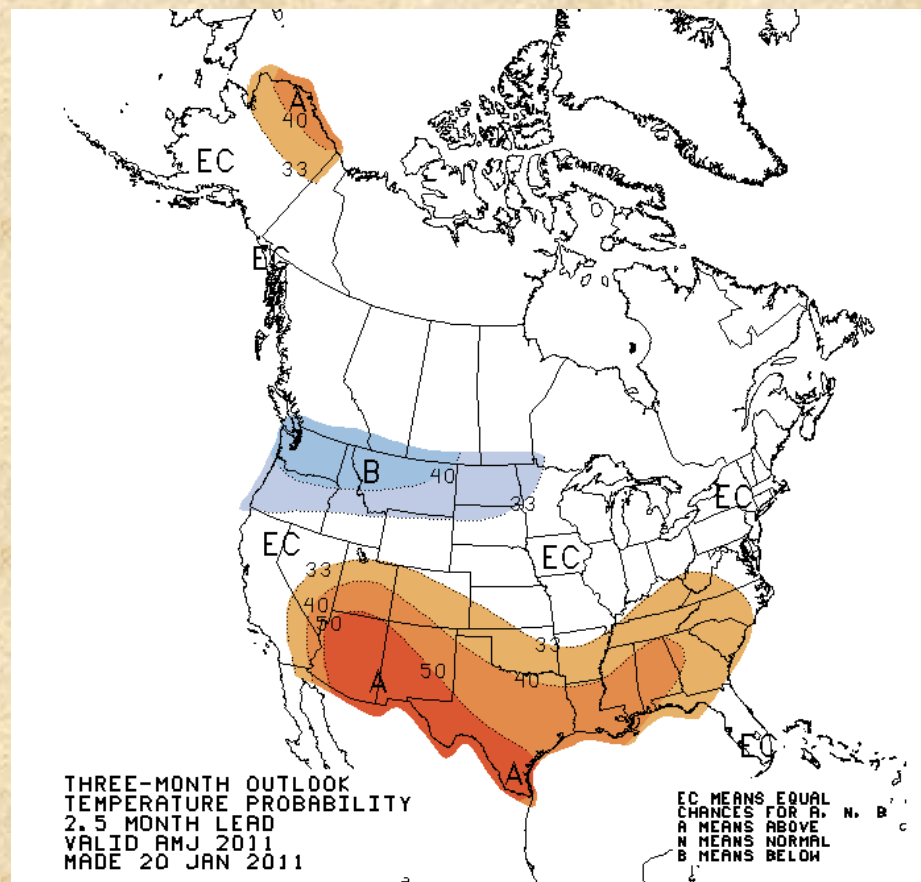 A
40
EC
33
EC
B
40
33
EC
EC
EC
33
40
50
33
50
40
A
A
EC
THREE-MONTH OUTLOOK
TEMPERATURE PROBABILITY
2.5 MONTH LEAD
VALID AMJ 2011
MADE 20 JAN 2011
EC MEANS EQUAL
CHANCES FOR A, N, B
A MEANS ABOVE
N MEANS NORMAL
B MEANS BELOW
C